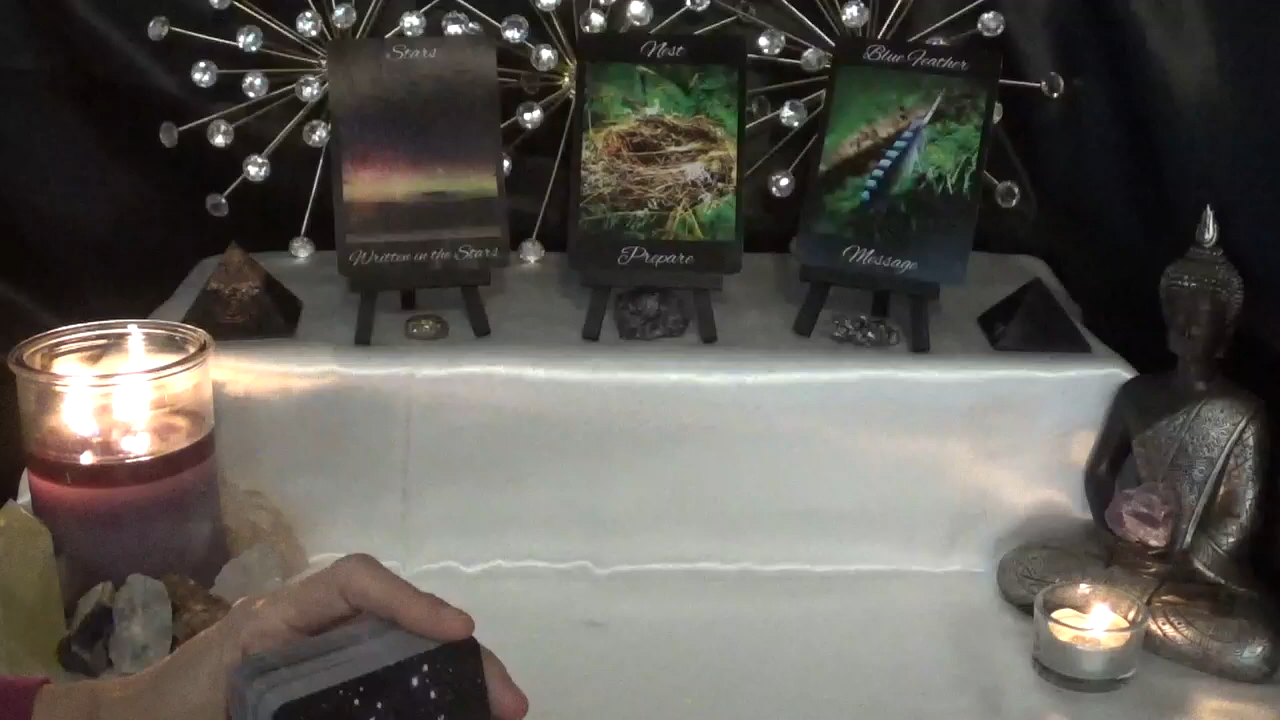 Stars
Written in the Stars
Nest
Prepare
Blue Feather
Message